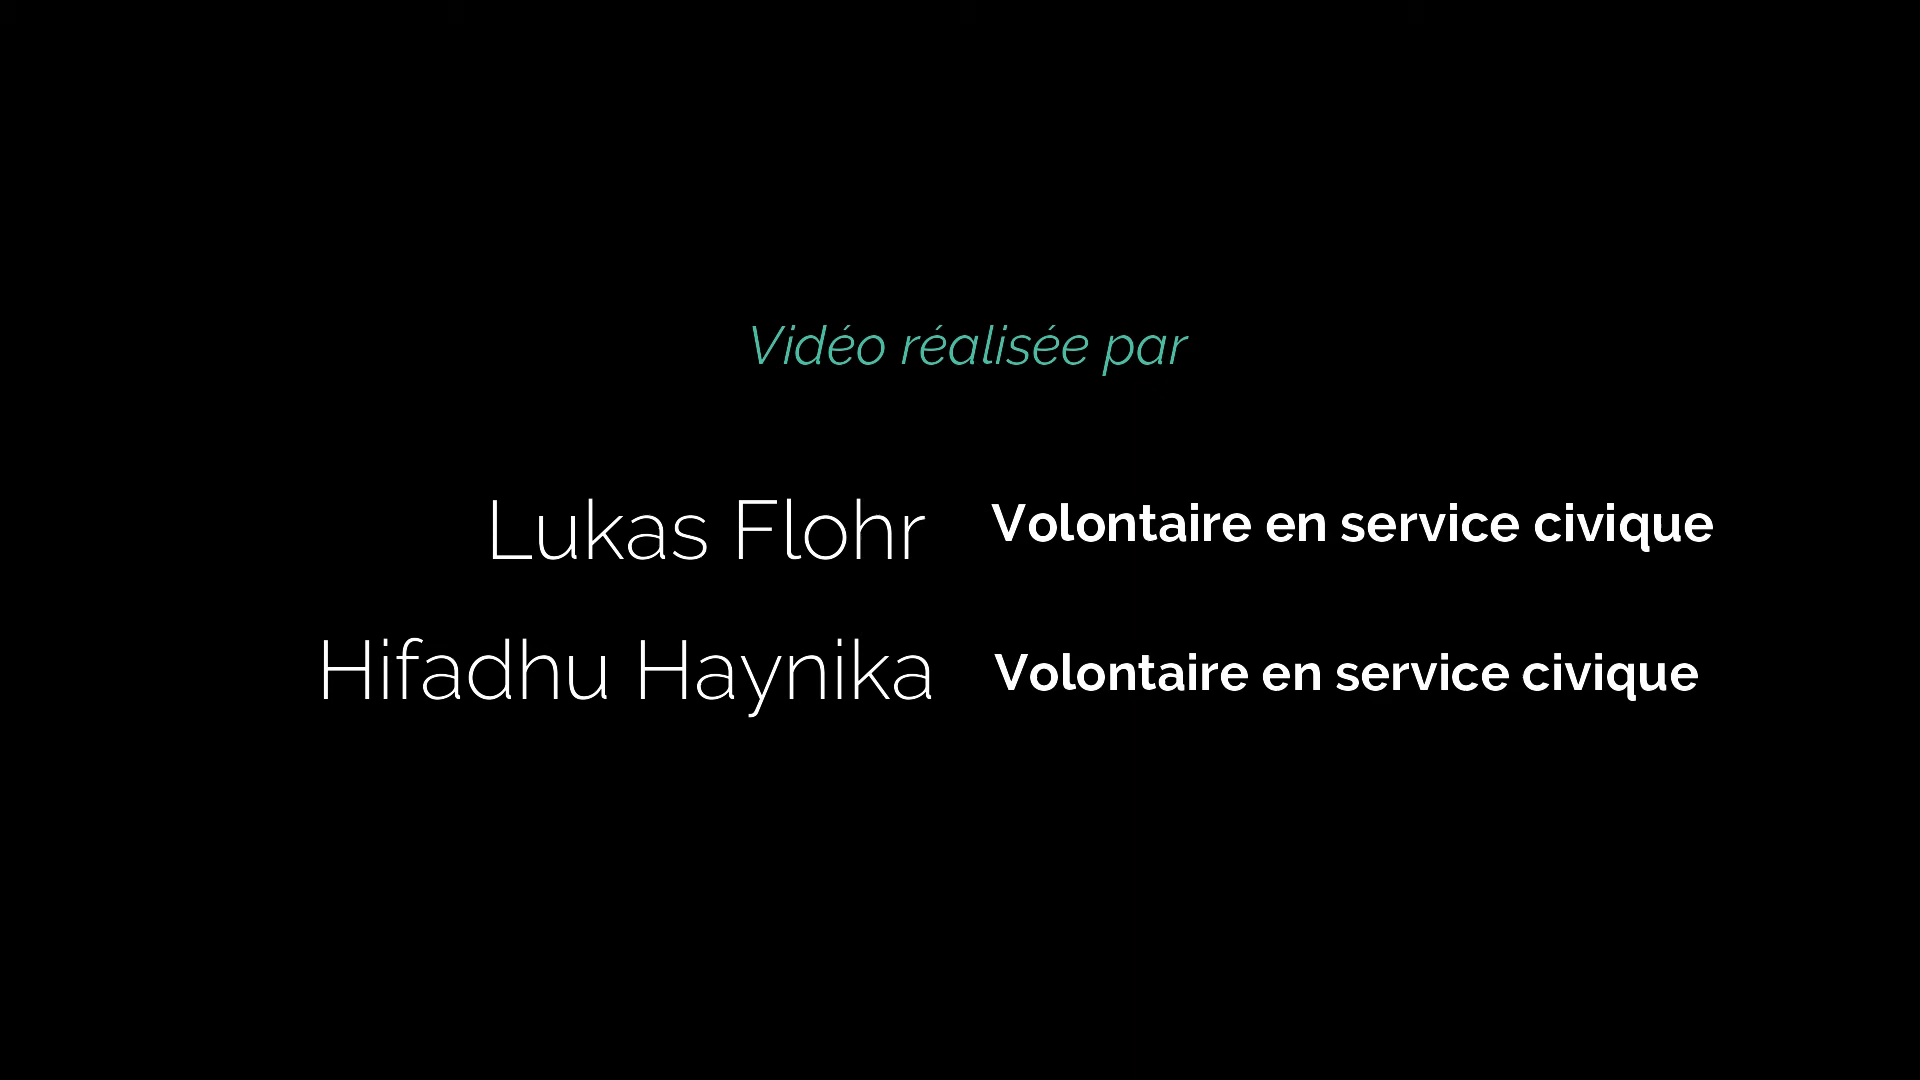 Vidéo réalisée par
Lukas Flohr Volontaire en service civique
Hifadhu Haynika Volontaire en service civique